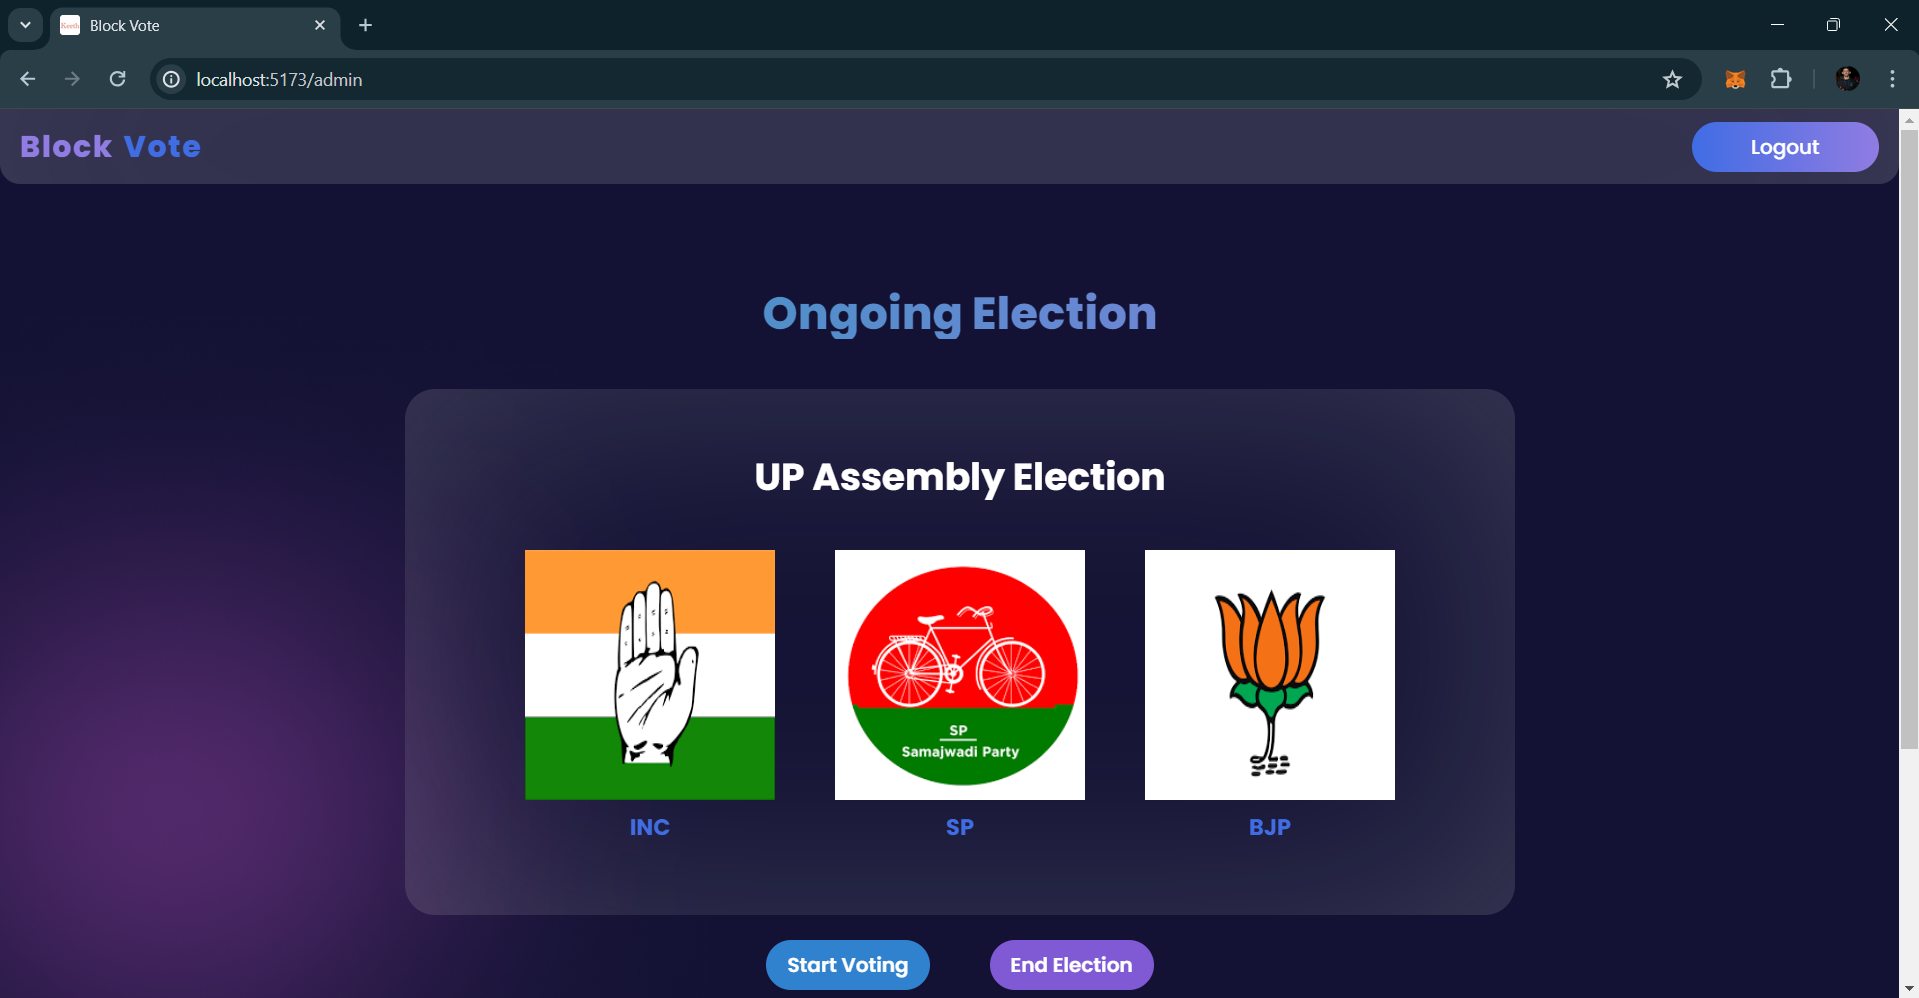 Block Vote
localhost:5173/admin
Block Vote
Logout
Ongoing Election
UP Assembly Election
SP
Samajwadi Party
INC
SP
BJP
Start Voting
End Election